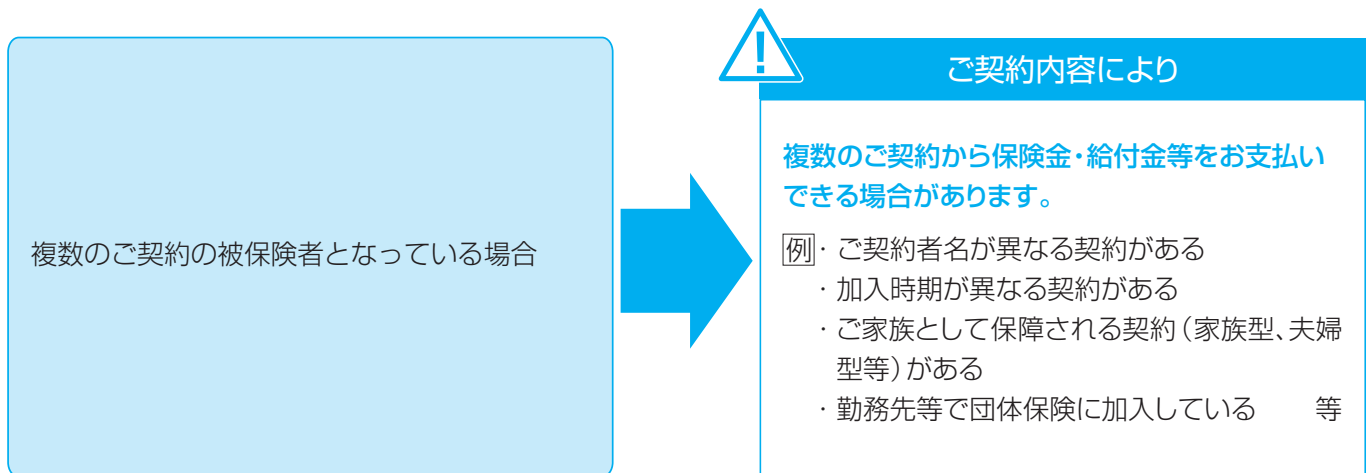 複数のご契約の被保険者となっている場合
ご契約内容により
複数のご契約から保険金・給付金等をお支払い
できる場合があります。
例・ご契約者名が異なる契約がある
・加入時期が異なる契約がある
・ご家族として保障される契約(家族型、夫婦
型等)がある
・勤務先等で団体保険に加入している 等